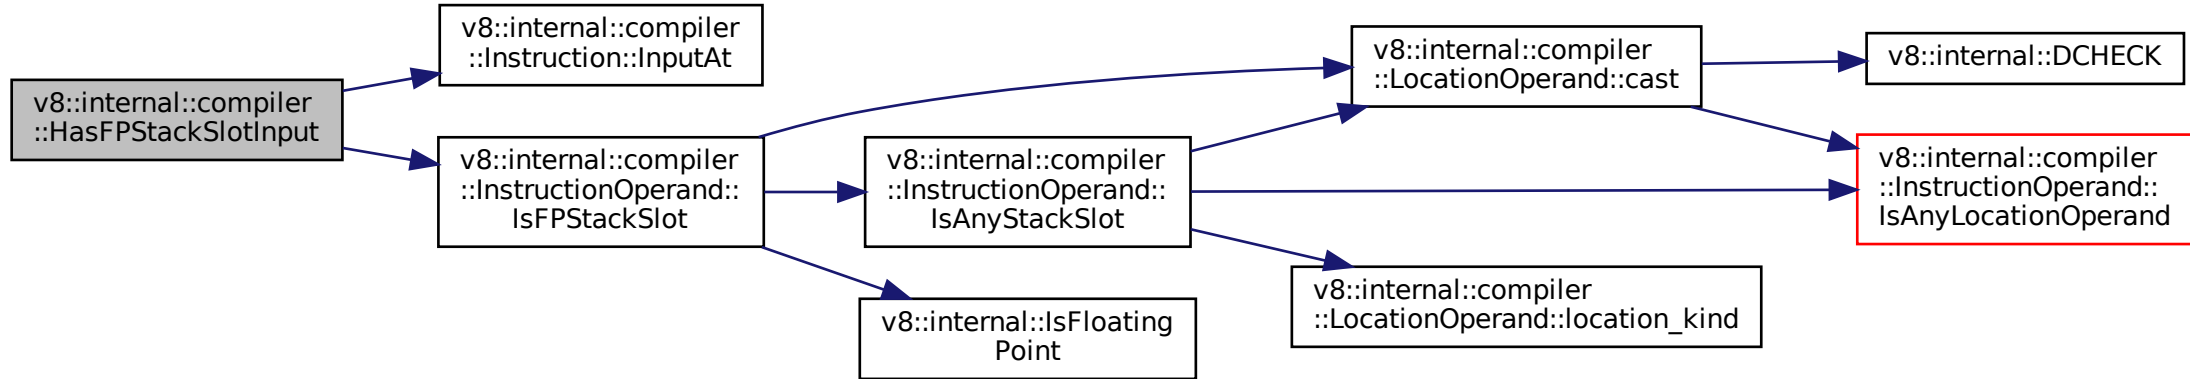 v8::internal::compiler
::HasFPStackSlotInput
v8::internal::compiler
::Instruction::InputAt
v8::internal::compiler
::InstructionOperand::
IsFPStackSlot
v8::internal::compiler
::InstructionOperand::
IsAnyStackSlot
v8::internal::IsFloating
Point
v8::internal::compiler
::LocationOperand::cast
v8::internal::compiler
::LocationOperand::location_kind
v8::internal::DCHECK
v8::internal::compiler
::InstructionOperand::
IsAnyLocationOperand